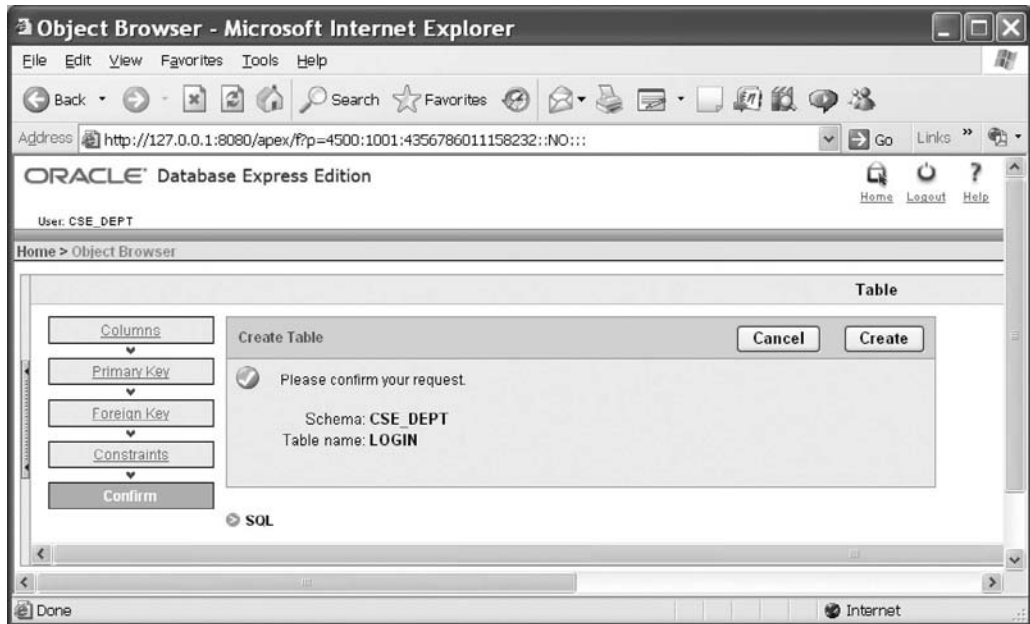 Object Browser - Microsoft Internet Explorer
File Edit View Favorites Tools Help
Back Search Favorites
Address http://127.0.0.1:8080/apex/f?p=4500:1001:4356786011158232::NO::: Go Links »
ORACLE® Database Express Edition
Home Logout Help
User: CSE_DEPT
Home > Object Browser
Table
Columns
Primary Key
Foreign Key
Constraints
Confirm
Create Table Cancel Create
Please confirm your request.
Schema: CSE_DEPT
Table name: LOGIN
SQL
Done Internet